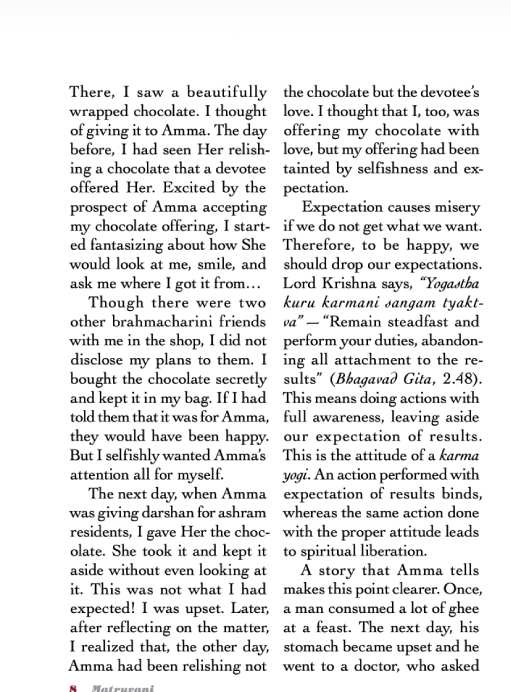 There, I saw a beautifully
wrapped chocolate. I thought
of giving it to Amma. The day
before, I had seen Her relish-
ing a chocolate that a devotee
offered Her. Excited by the
prospect of Amma accepting
my chocolate offering, I start-
ed fantasizing about how She
would look at me, smile, and
ask me where I got it from…
Though there were two
other brahmacharini friends
with me in the shop, I did not
disclose my plans to them. I
bought the chocolate secretly
and kept it in my bag. If I had
told them that it was for Amma,
they would have been happy.
But I selfishly wanted Amma's
attention all for myself.
The next day, when Amma
was giving darshan for ashram
residents, I gave Her the choc-
olate. She took it and kept it
aside without even looking at
it. This was not what I had
expected! I was upset. Later,
after reflecting on the matter,
I realized that, the other day,
Amma had been relishing not
the chocolate but the devotee's
love. I thought that I, too, was
offering my chocolate with
love, but my offering had been
tainted by selfishness and ex-
pectation.
Expectation causes misery
if we do not get what we want.
Therefore, to be happy, we
should drop our expectations.
Lord Krishna says, “Yogastha
kuru karmani sangam tyakt-
va” — “Remain steadfast and
perform your duties, abandon-
ing all attachment to the re-
sults” (Bhagavad Gita, 2.48).
This means doing actions with
full awareness, leaving aside
our expectation of results.
This is the attitude of a karma
yogi. An action performed with
expectation of results binds,
whereas the same action done
with the proper attitude leads
to spiritual liberation.
A story that Amma tells
makes this point clearer. Once,
a man consumed a lot of ghee
at a feast. The next day, his
stomach became upset and he
went to a doctor, who asked
8 Matruvani